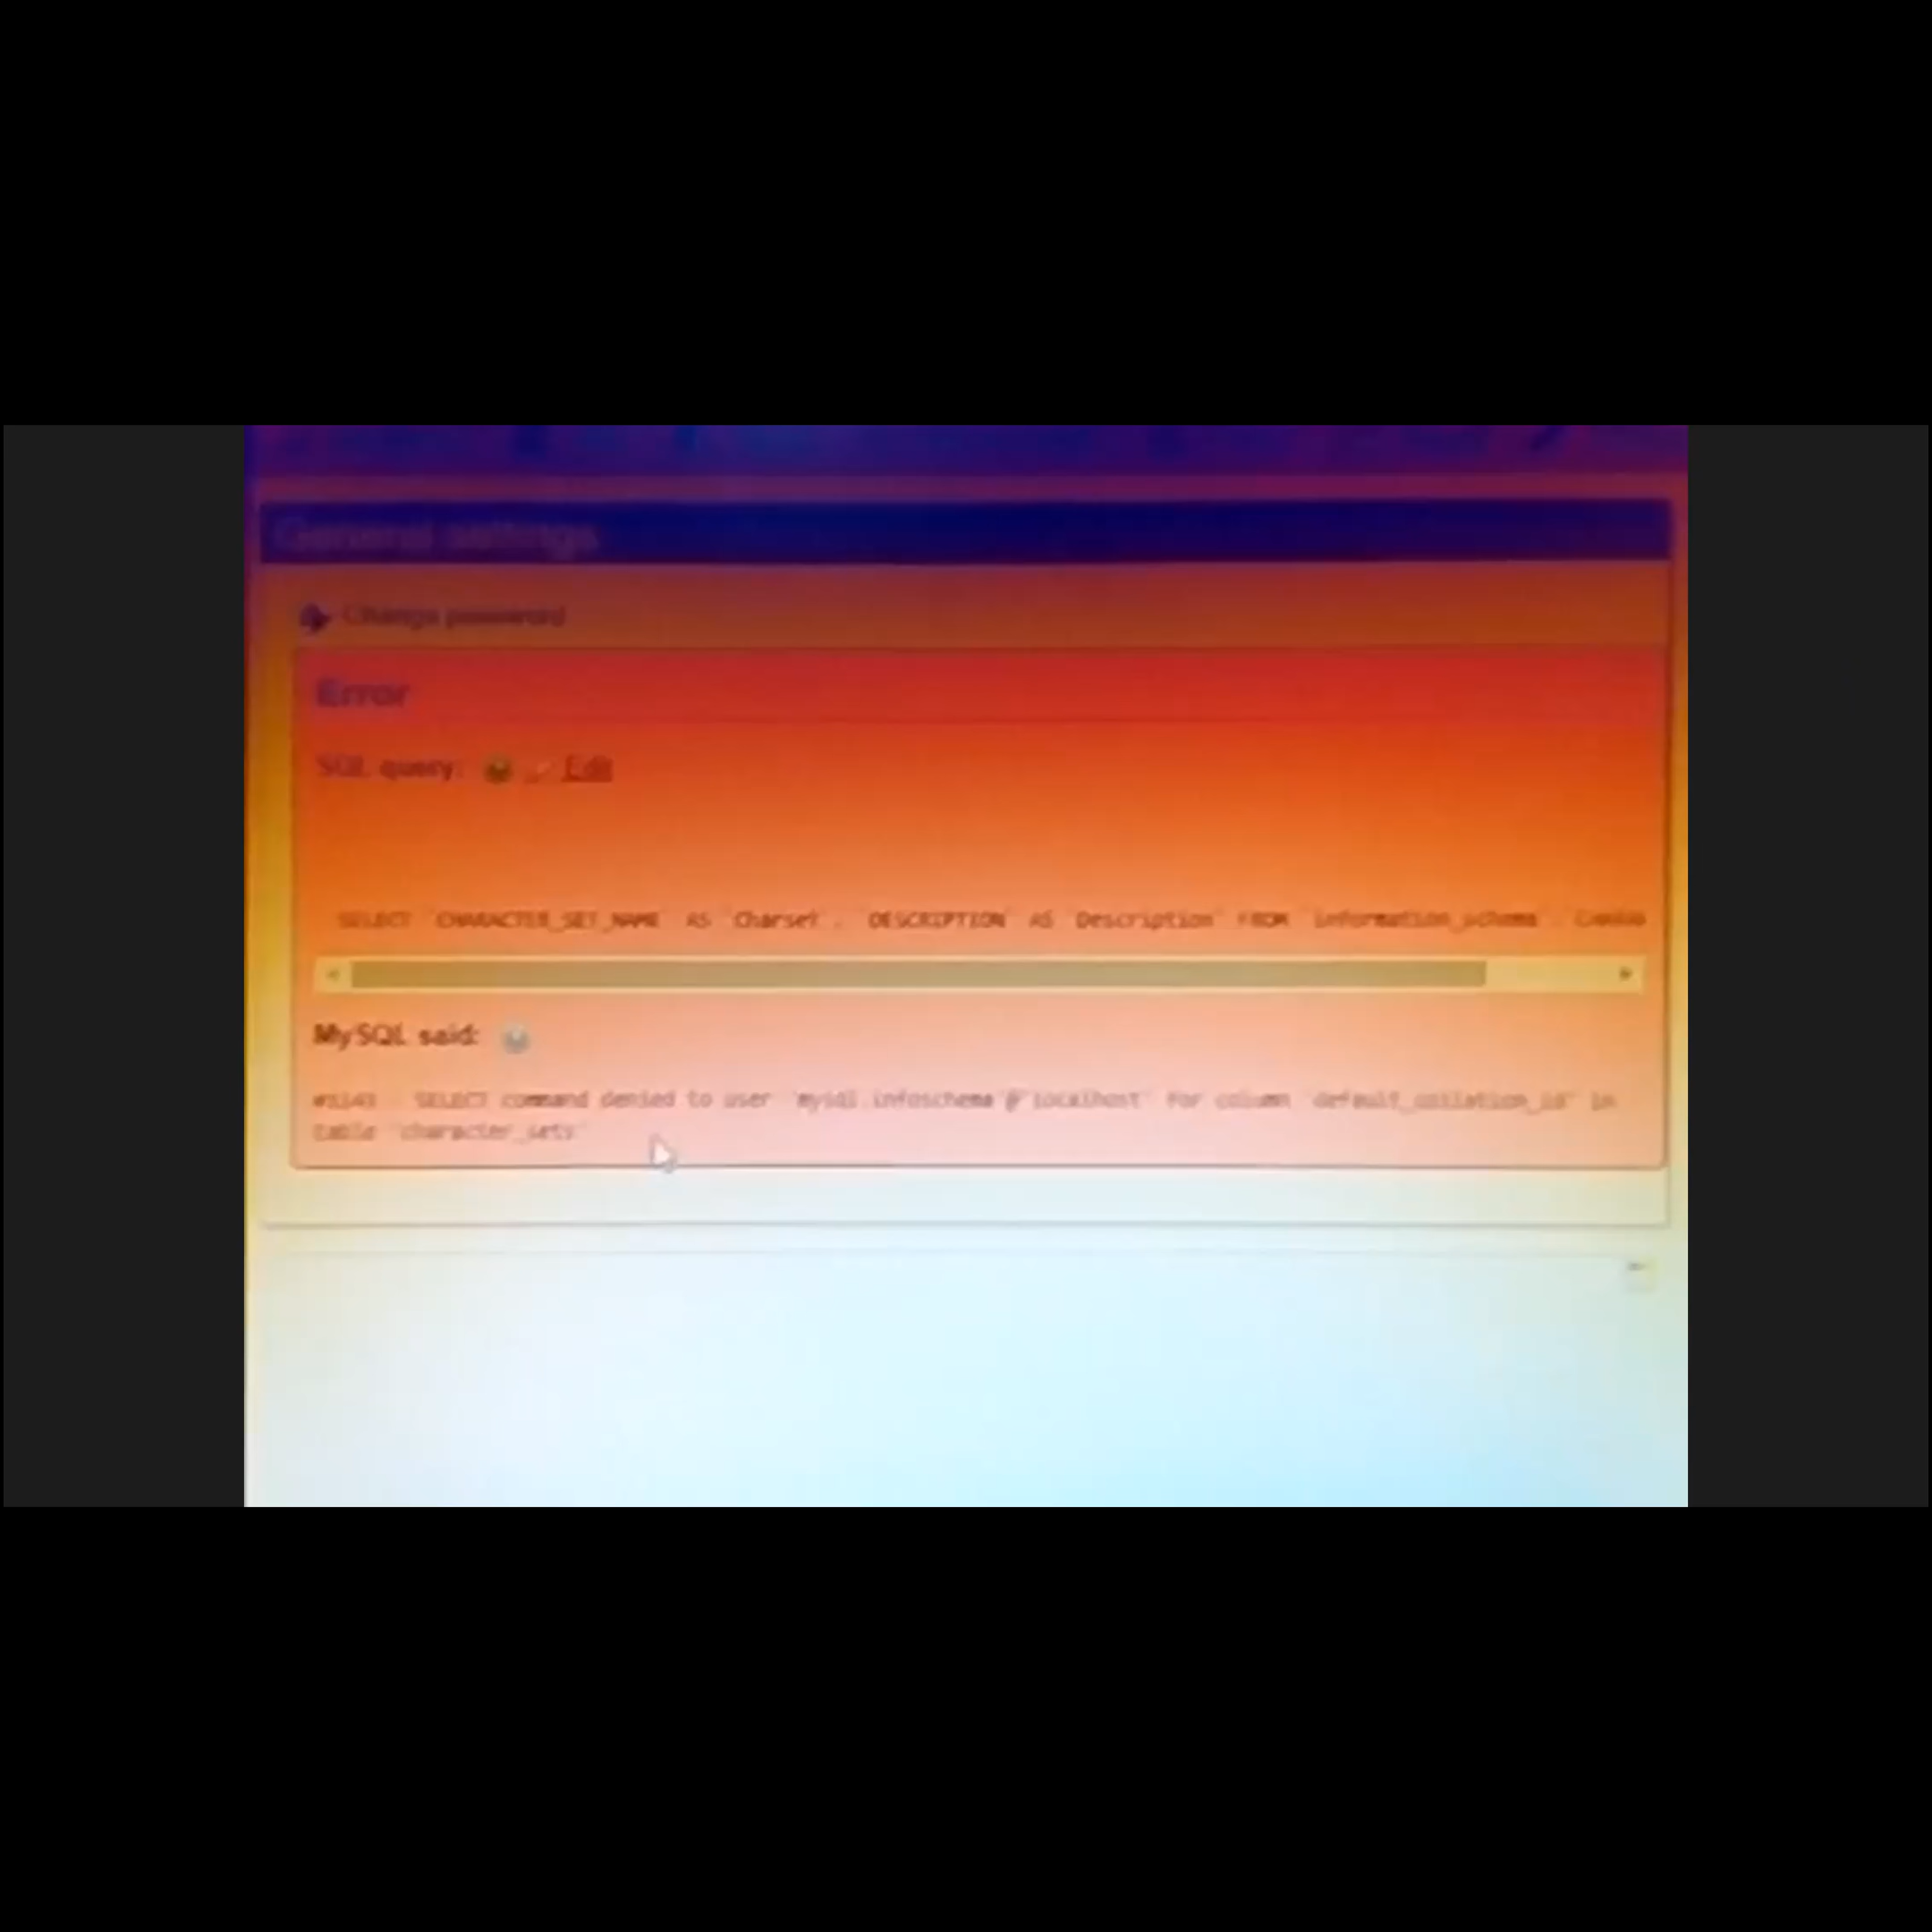 General settings
Change password
Error
SQL query: Edit
SELECT `CHARACTER_SET_NAME` AS `Charset`, `DESCRIPTION` AS `Description` FROM `information_schema`.
MySQL said:
#1143 - SELECT command denied to user 'mysql.infoschema'@'localhost' for column 'default_collation_id' in
table 'character_sets'